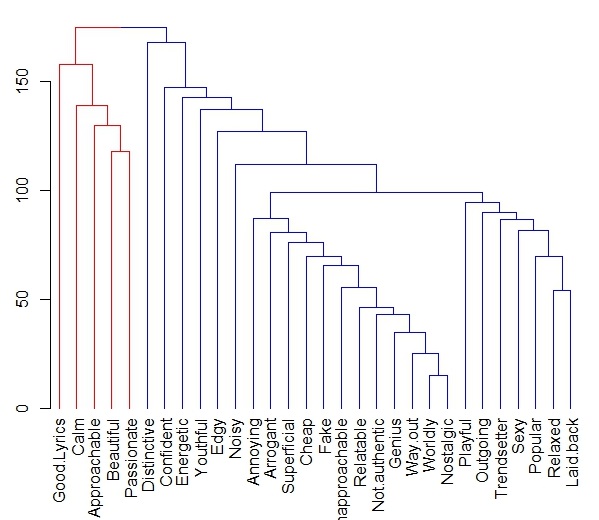 150
100
50
0
Good.Lyrics
Calm
Approachable
Beautiful
Passionate
Distinctive
Confident
Energetic
Youthful
Edgy
Noisy
Annoying
Arrogant
Superficial
Cheap
Fake
napproachable
Relatable
Not.authentic
Genius
Way.out
Worldly
Nostalgic
Playful
Outgoing
Trendsetter
Sexy
Popular
Relaxed
Laid.back